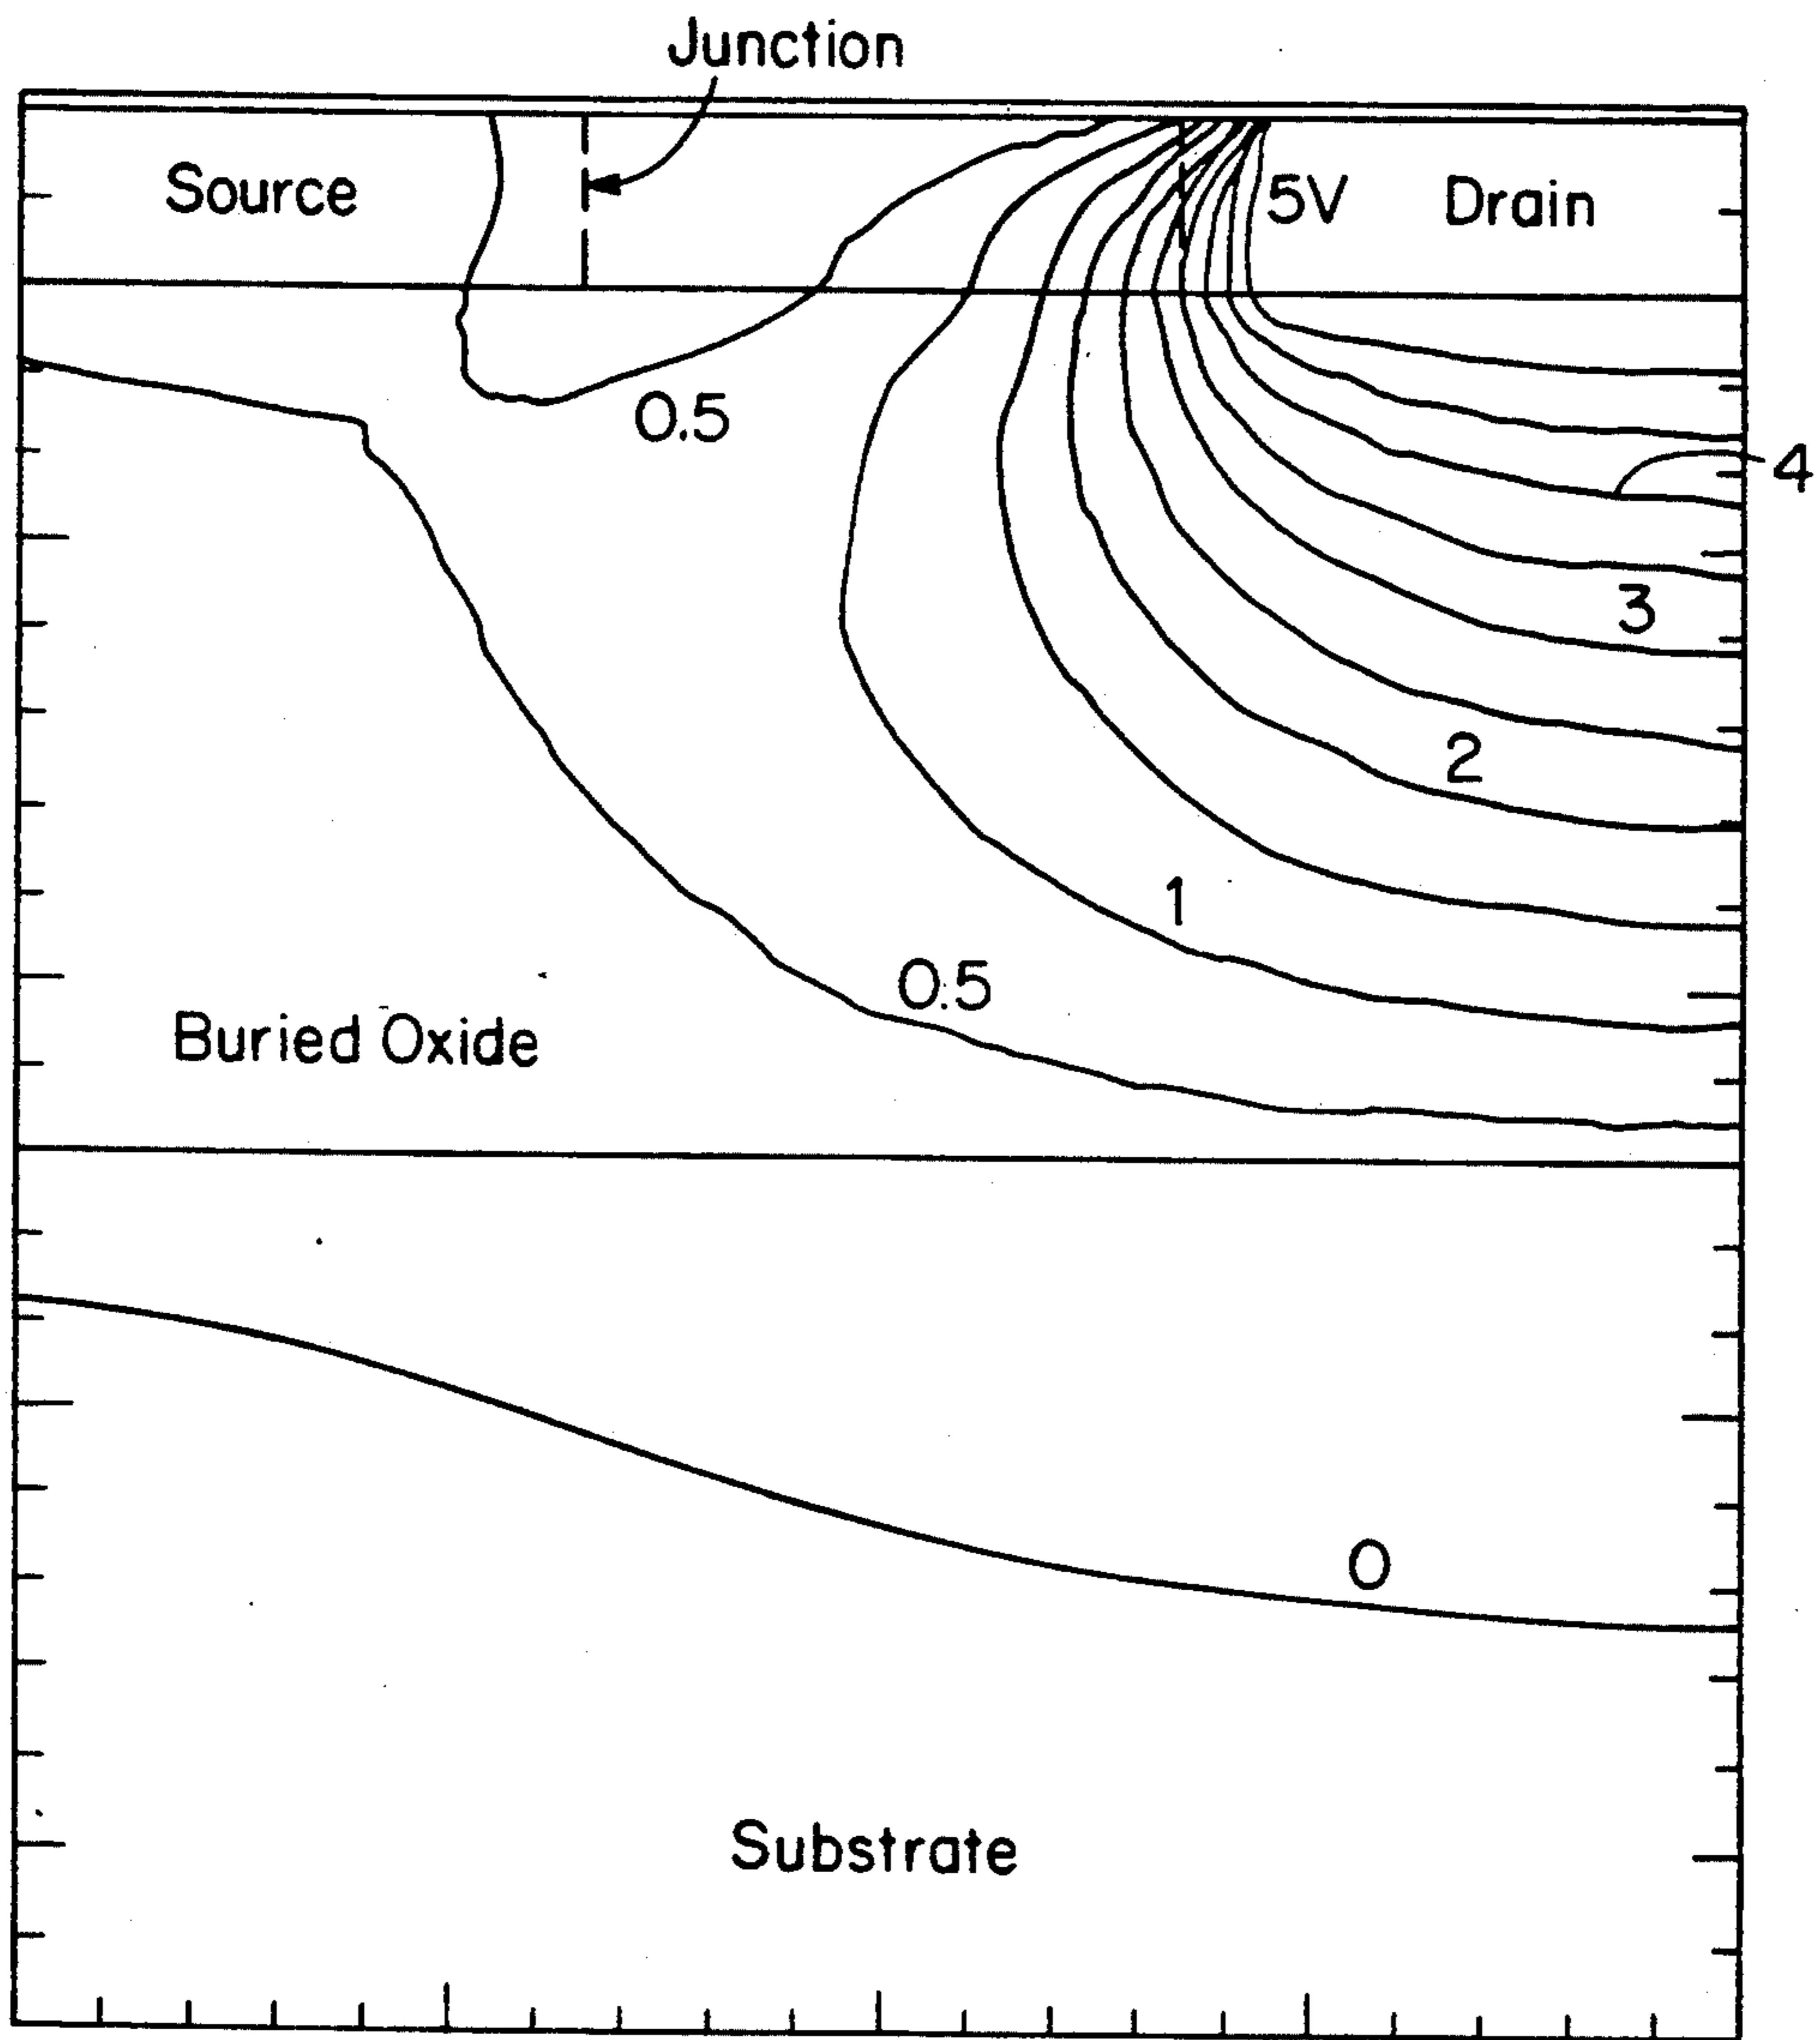 Junction
Source
5V
Drain
0.5
4
3
2
1
0.5
Buried Oxide
0
Substrate